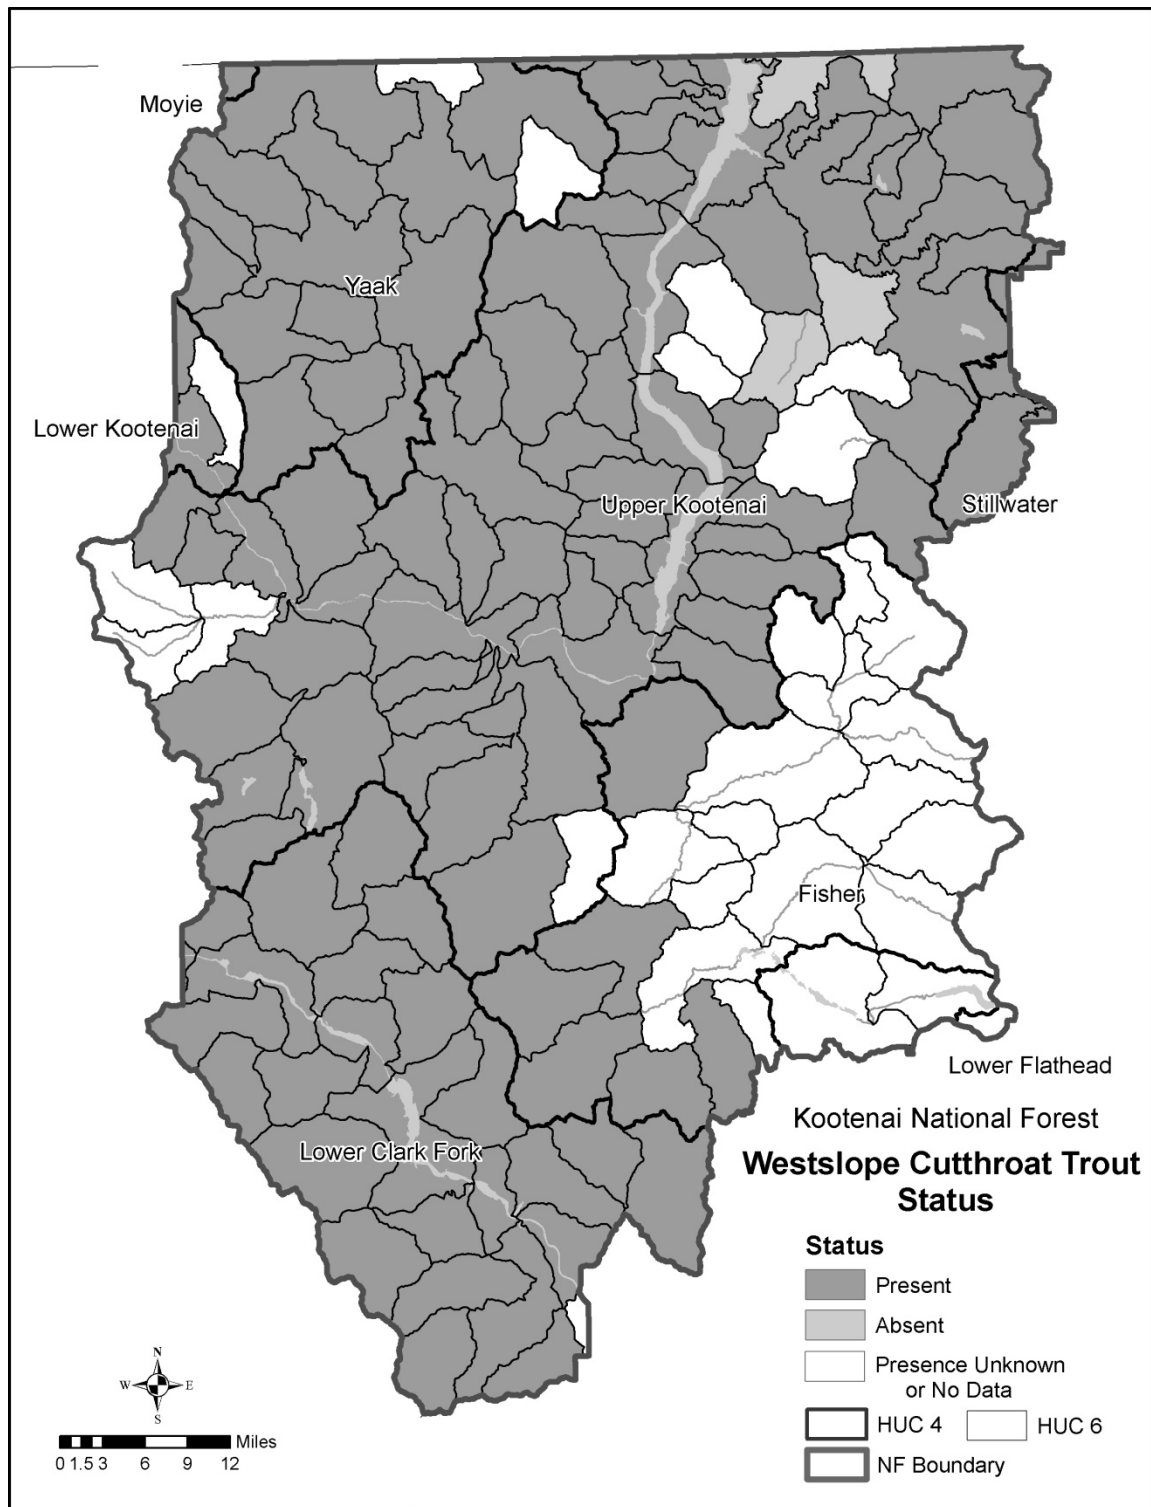 Moyie
Yaak
Lower Kootenai
Upper Kootenai
Stillwater
Fisher
Lower Flathead
Lower Clark Fork
Kootenai National Forest
Westslope Cutthroat Trout
Status
Status
Present
Absent
Presence Unknown
or No Data
HUC 4
HUC 6
NF Boundary
N
W
E
S
Miles
0 1.5 3 6 9 12